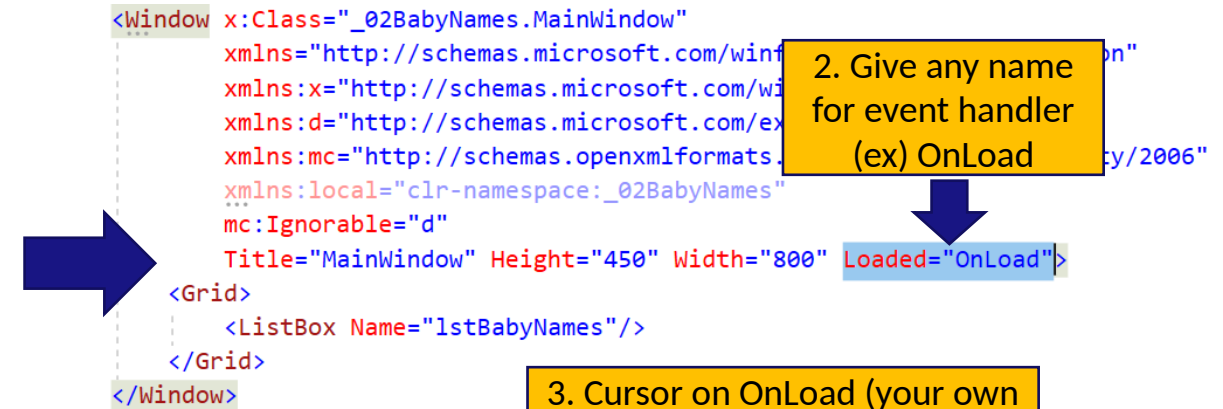 <Window x:Class="_02BabyNames.MainWindow"
xmlns="http://schemas.microsoft.com/winf on"
xmlns:x="http://schemas.microsoft.com/wi
xmlns:d="http://schemas.microsoft.com/ex
xmlns:mc="http://schemas.openxmlformats. ty/2006"
xmlns:local="clr-namespace:_02BabyNames"
mc:Ignorable="d"
Title="MainWindow" Height="450" Width="800" Loaded="OnLoad">
<Grid>
<ListBox Name="lstBabyNames"/>
</Grid>
</Window>
2. Give any name
for event handler
(ex) OnLoad
3. Cursor on OnLoad (your own